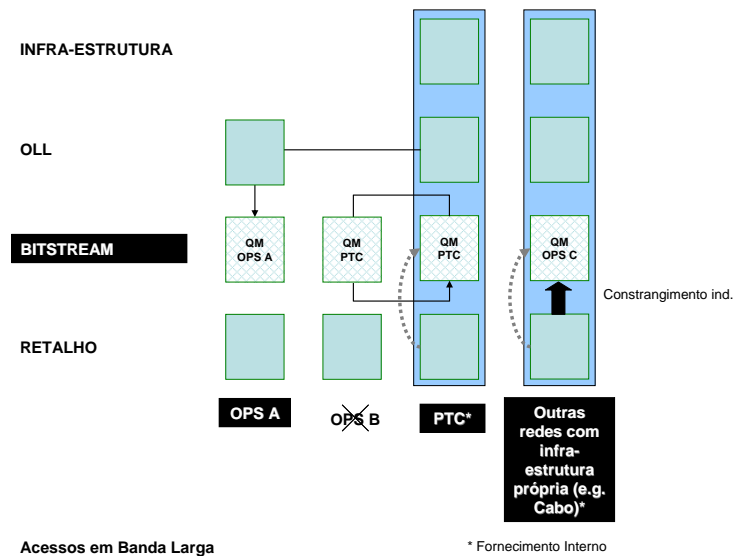 INFRA-ESTRUTURA
OLL
BITSTREAM
QM
OPS A
QM
PTC
QM
PTC
QM
OPS C
Constrangimento ind.
RETALHO
OPS A
OPS B
PTC*
Outras
redes com
infra-
estrutura
própria (e.g.
Cabo)*
Acessos em Banda Larga
* Fornecimento Interno